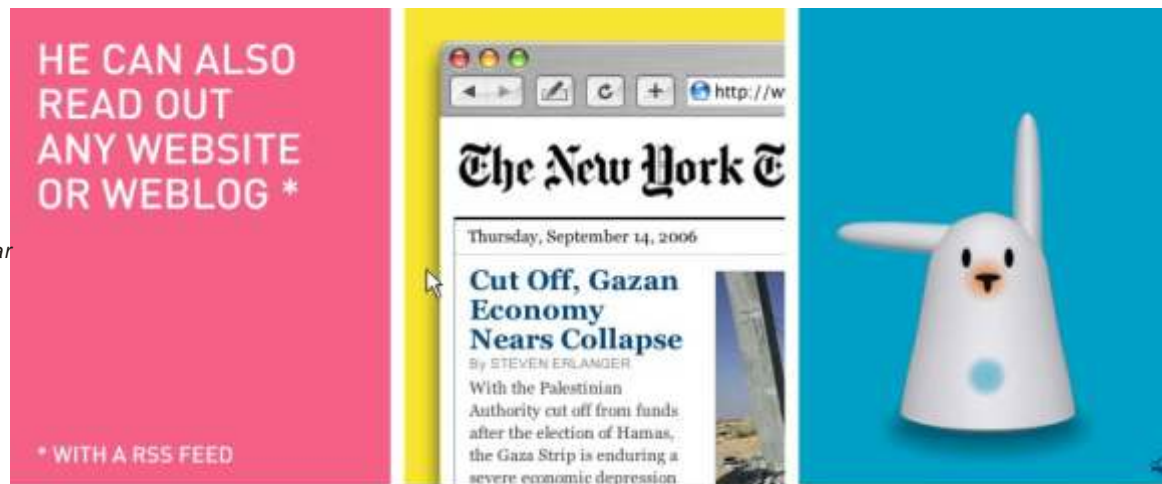 HE CAN ALSO
READ OUT
ANY WEBSITE
OR WEBLOG *
* WITH A RSS FEED
http://w
The New York T
Thursday, September 14, 2006
Cut Off, Gazan
Economy
Nears Collapse
By STEVEN ERLANGER
With the Palestinian
Authority cut off from funds
after the election of Hamas,
the Gaza Strip is enduring a
severe economic depression